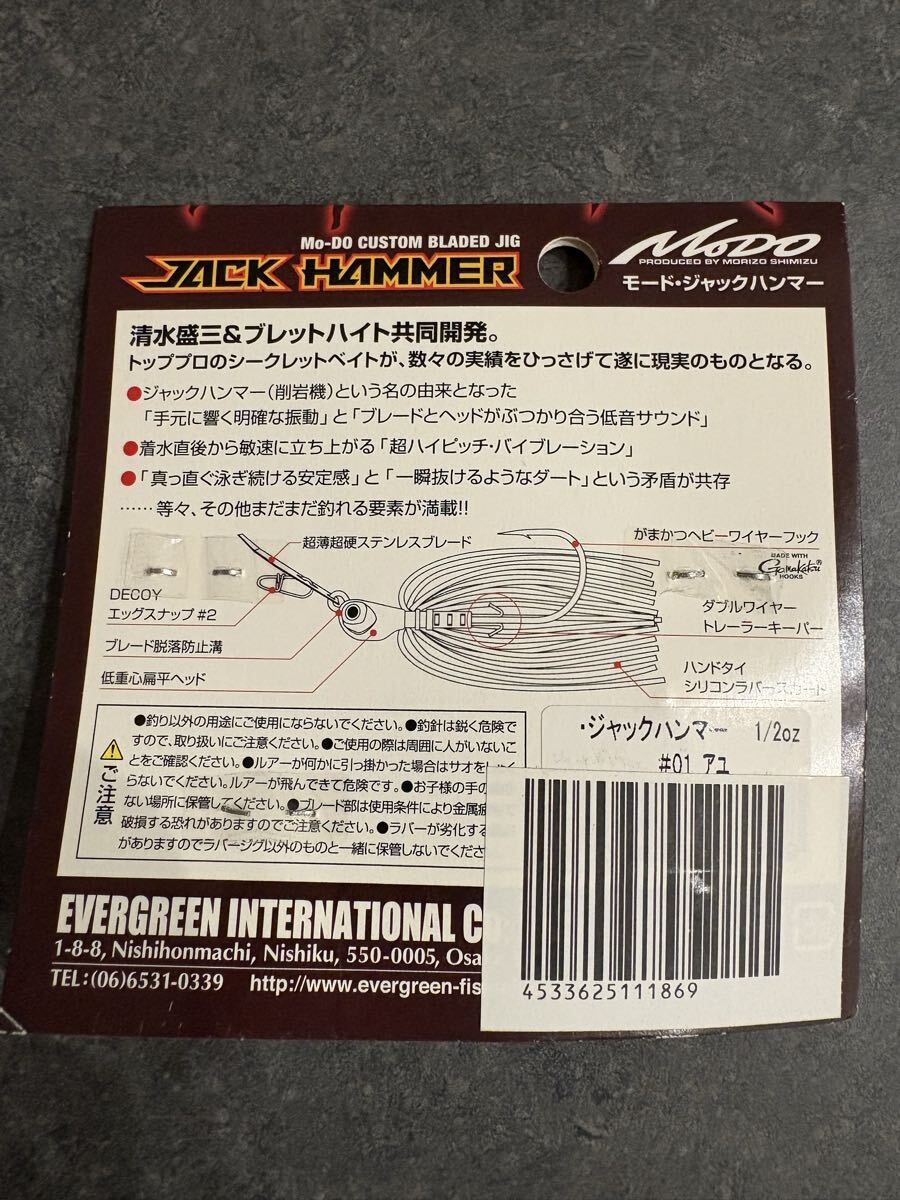 Mo-DO CUSTOM BLADED JIG
JACK HAMMER
MoDO
PRODUCED BY MORIZO SHIMIZU
モード・ジャックハンマー
清水盛三&ブレットハイト共同開発。
トッププロのシークレットベイトが、数々の実績をひっさげて遂に現実のものとなる。
●ジャックハンマー(削岩機)という名の由来となった
「手元に響く明確な振動」と「ブレードとヘッドがぶつかり合う低音サウンド」
●着水直後から敏速に立ち上がる「超ハイピッチ・バイブレーション」
●「真っ直ぐ泳ぎ続ける安定感」と「一瞬抜けるようなダート」という矛盾が共存
……等々、その他まだまだ釣れる要素が満載!!
超薄超硬ステンレスブレード
がまかつヘビーワイヤーフック
MADE WITH
Gamakatsu®
HOOKS
DECOY
エッグスナップ #2
ブレード脱落防止溝
低重心扁平ヘッド
ダブルワイヤー
トレーラーキーパー
ハンドタイ
シリコンラバースカート
ご注意
●釣り以外の用途にご使用にならないでください。●釣針は鋭く危険で
すので、取り扱いにご注意ください。●ご使用の際は周囲に人がいないこ
とをご確認ください。●ルアーが何かに引っ掛かった場合はサオをしゃく
らないでください。ルアーが飛んできて危険です。●お子様の手の
ない場所に保管してください。●ブレード部は使用条件により金属疲
破損する恐れがありますのでご注意ください。●ラバーが劣化する
がありますのでラバージグ以外のものと一緒に保管しないでくださ
・ジャックハンマー 1/2oz
#01 アユ
EVERGREEN INTERNATIONAL C
1-8-8, Nishihonmachi, Nishiku, 550-0005, Osa
TEL:(06)6531-0339 http://www.evergreen-fis
4533625111869